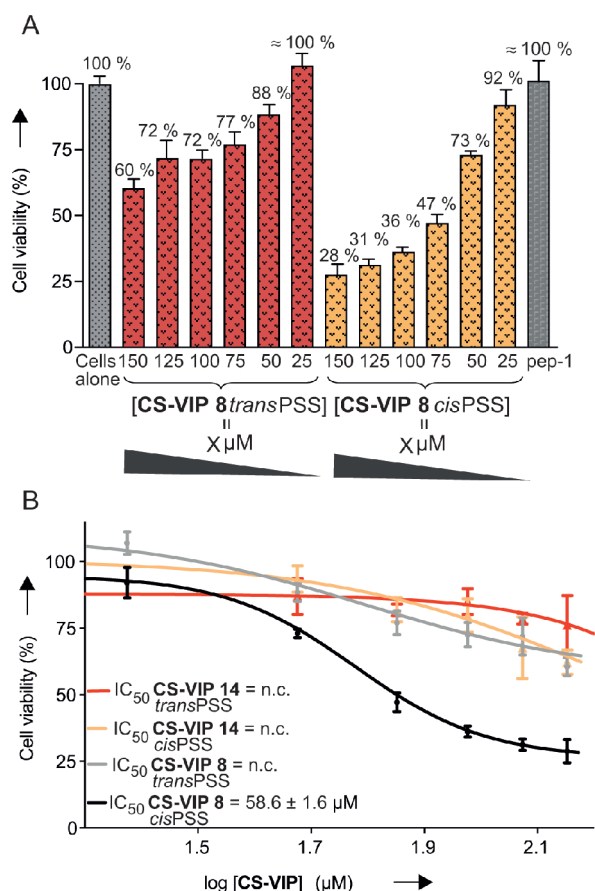 A
Cell viability (%)
100
75
50
25
0
100 %
60 %
72 %
72 %
77 %
88 %
≈ 100 %
28 %
31 %
36 %
47 %
73 %
92 %
≈ 100 %
Cells alone
150 125 100 75 50 25
150 125 100 75 50 25
pep-1
[CS-VIP 8 transPSS] [CS-VIP 8 cisPSS]
=
X µM
=
X µM
B
Cell viability (%)
100
75
50
25
0
IC50 CS-VIP 14 = n.c.
transPSS
IC50 CS-VIP 14 = n.c.
cisPSS
IC50 CS-VIP 8 = n.c.
transPSS
IC50 CS-VIP 8 = 58.6 ± 1.6 µM
cisPSS
1.5 1.7 1.9 2.1
log [CS-VIP] (µM)